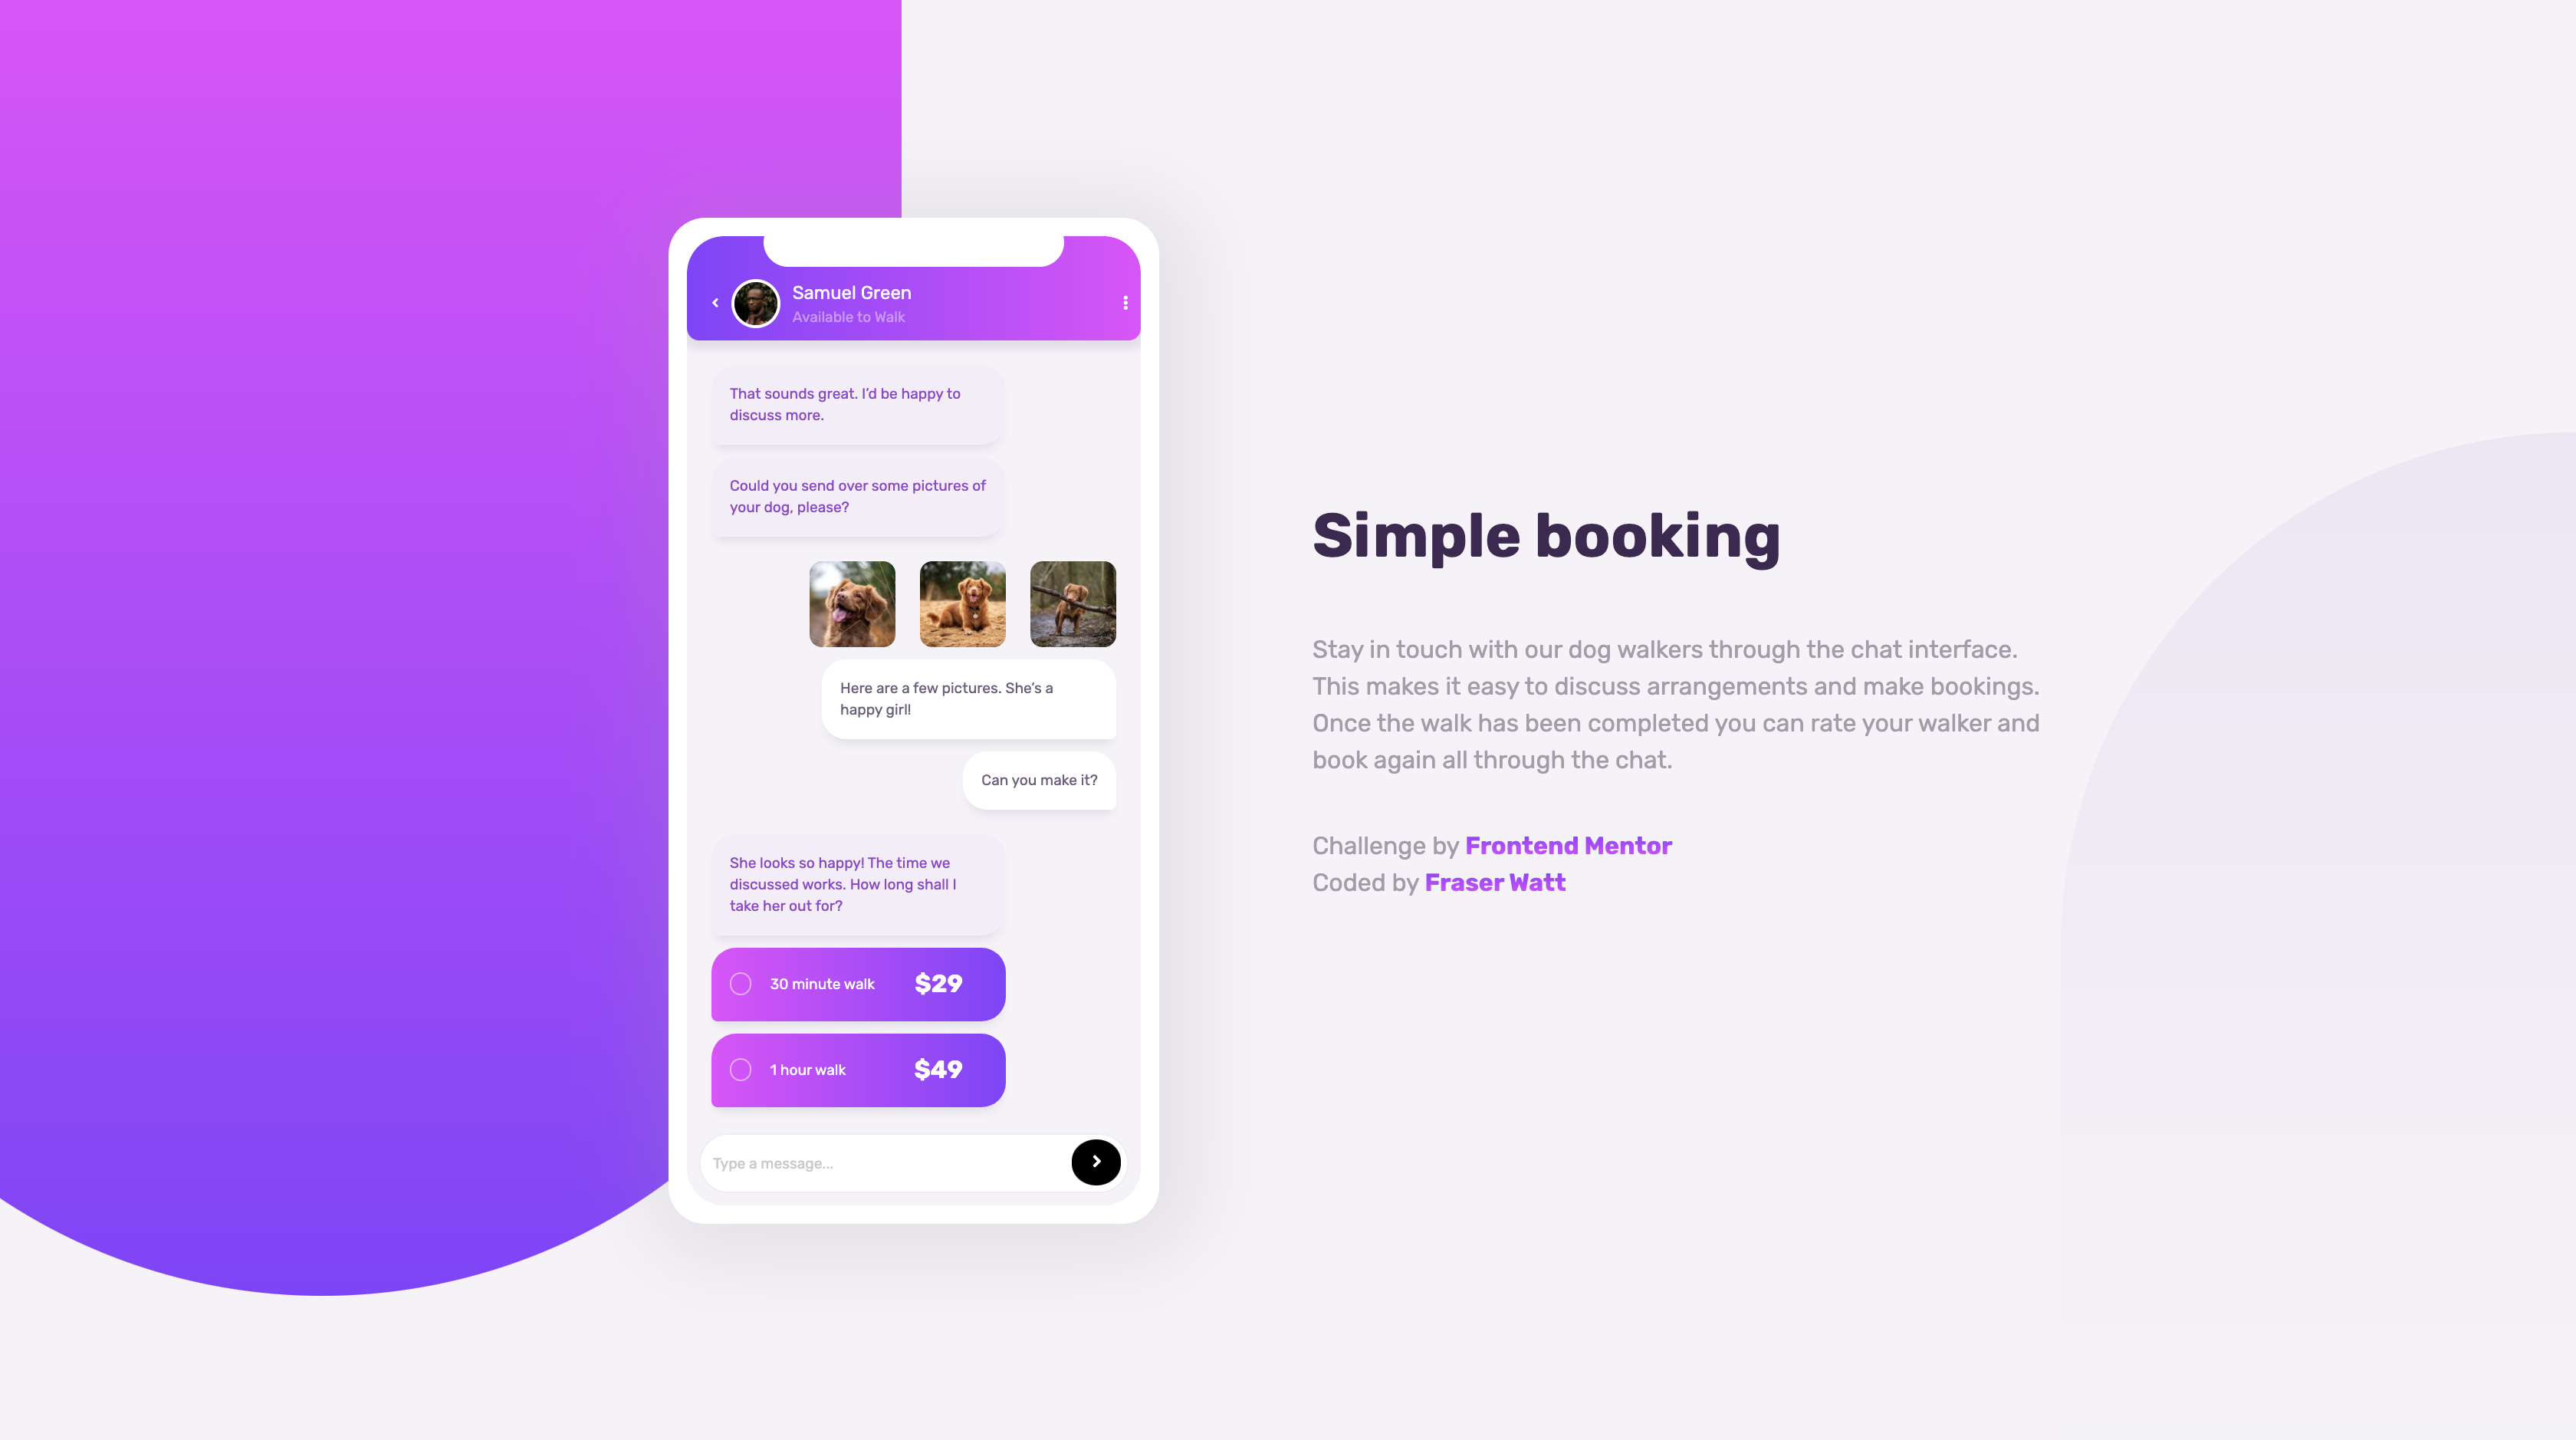 Samuel Green
Available to Walk
That sounds great. I’d be happy to
discuss more.
Could you send over some pictures of
your dog, please?
Here are a few pictures. She’s a
happy girl!
Can you make it?
She looks so happy! The time we
discussed works. How long shall I
take her out for?
30 minute walk $29
1 hour walk $49
Type a message...
Simple booking
Stay in touch with our dog walkers through the chat interface.
This makes it easy to discuss arrangements and make bookings.
Once the walk has been completed you can rate your walker and
book again all through the chat.
Challenge by Frontend Mentor
Coded by Fraser Watt